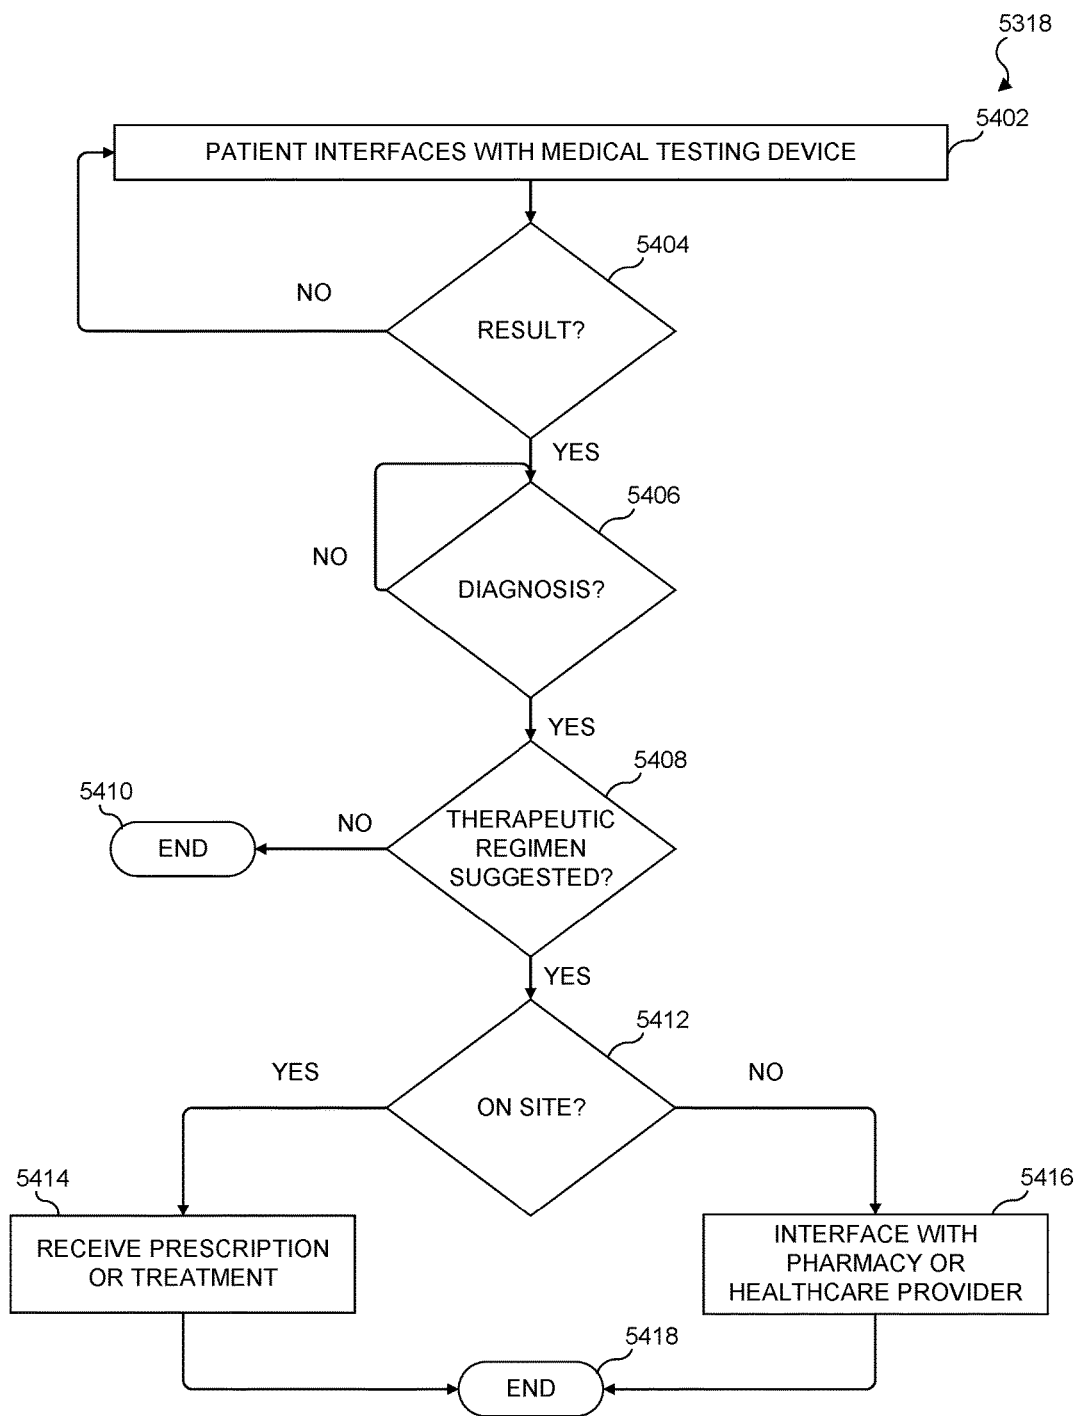 5318
5402
PATIENT INTERFACES WITH MEDICAL TESTING DEVICE
5404
NO
RESULT?
YES
5406
NO
DIAGNOSIS?
YES
5408
5410
NO
THERAPEUTIC
REGIMEN
SUGGESTED?
END
YES
5412
YES
NO
ON SITE?
5414
5416
RECEIVE PRESCRIPTION
OR TREATMENT
INTERFACE WITH
PHARMACY OR
HEALTHCARE PROVIDER
5418
END